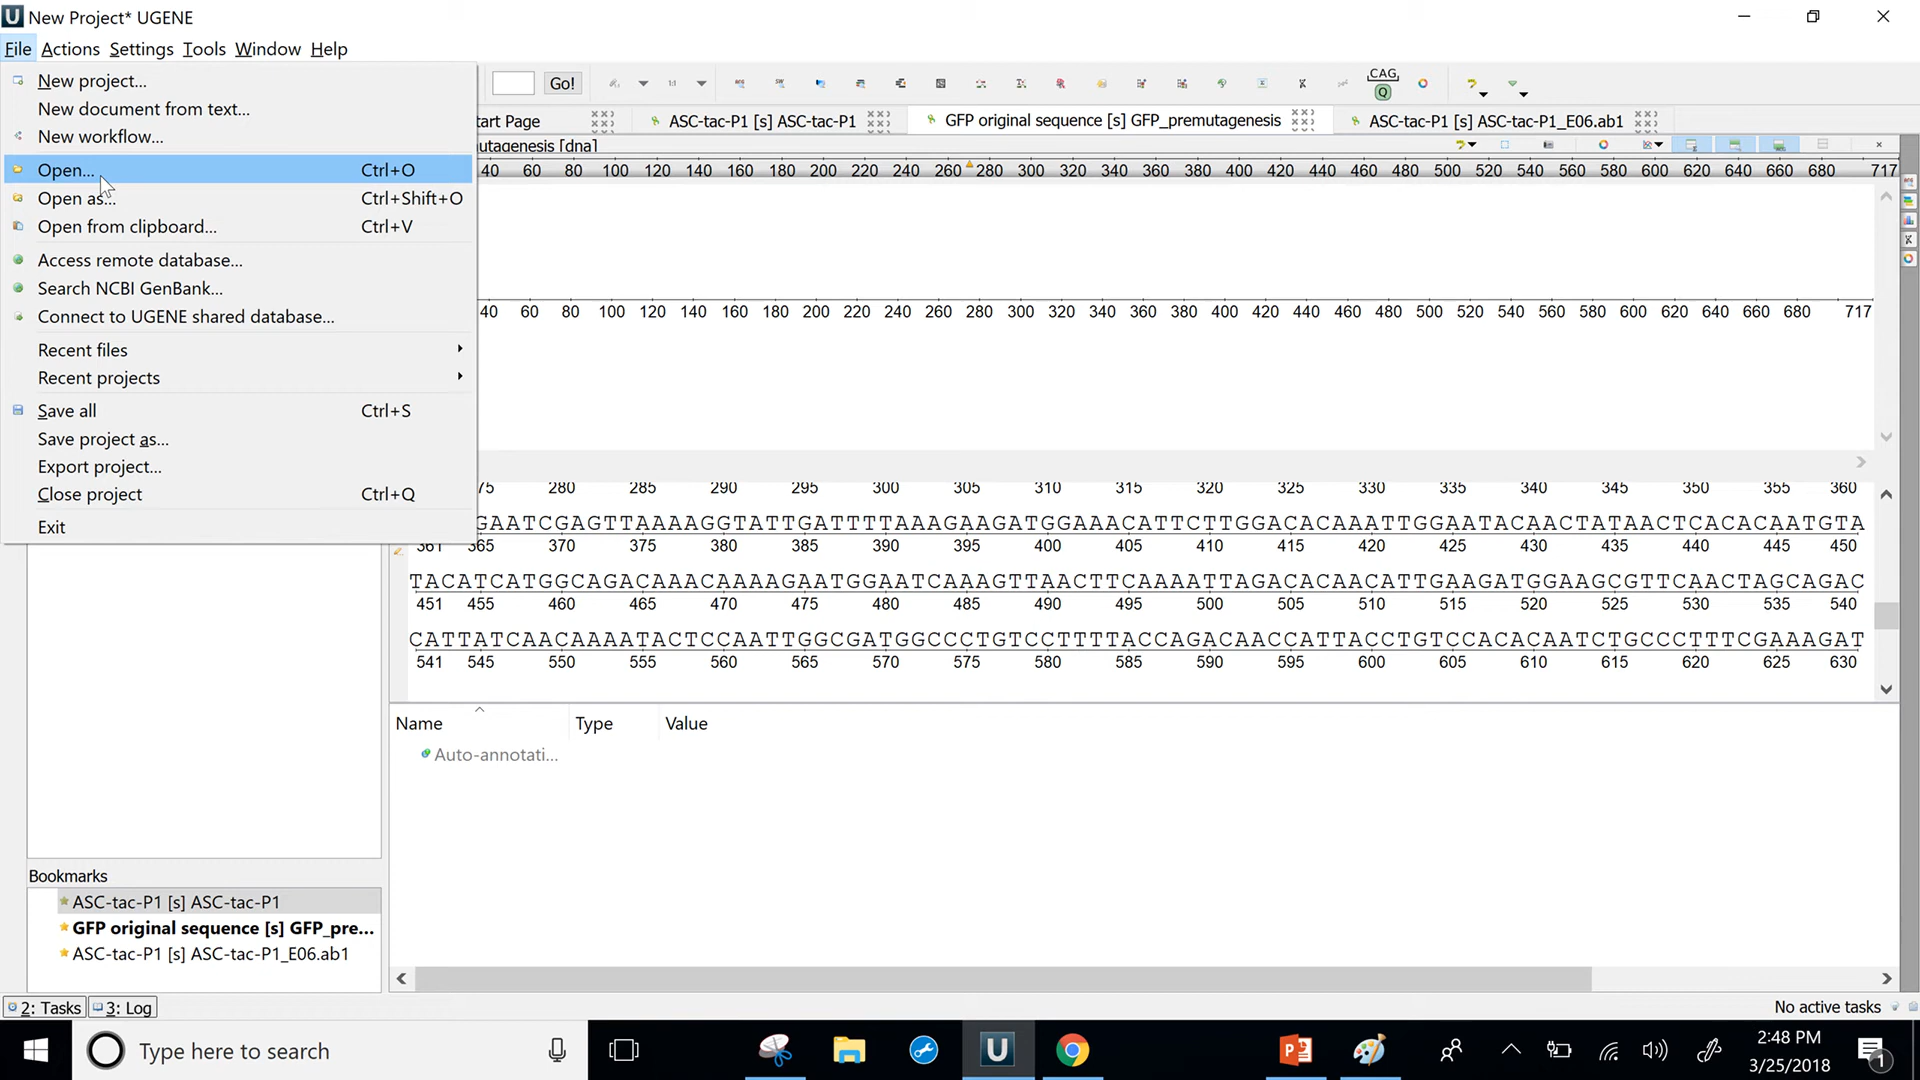 New Project* UGENE
File Actions Settings Tools Window Help
New project...
New document from text...
New workflow...
Open... Ctrl+O
Open as... Ctrl+Shift+O
Open from clipboard... Ctrl+V
Access remote database...
Search NCBI GenBank...
Connect to UGENE shared database...
Recent files
Recent projects
Save all Ctrl+S
Save project as...
Export project...
Close project Ctrl+Q
Exit
Go! CAG Q
tart Page ASC-tac-P1 [s] ASC-tac-P1 GFP original sequence [s] GFP_premutagenesis ASC-tac-P1 [s] ASC-tac-P1_E06.ab1
utagenesis [dna]
40 60 80 100 120 140 160 180 200 220 240 260 280 300 320 340 360 380 400 420 440 460 480 500 520 540 560 580 600 620 640 660 680 717
40 60 80 100 120 140 160 180 200 220 240 260 280 300 320 340 360 380 400 420 440 460 480 500 520 540 560 580 600 620 640 660 680 717
75 280 285 290 295 300 305 310 315 320 325 330 335 340 345 350 355 360
GAATCGAGTTAAAAGGTATTGATTTTAAAGAAGATGGAAACATTCTTGGACACAAATTGGAATACAACTATAACTCACACAATGTA
361 365 370 375 380 385 390 395 400 405 410 415 420 425 430 435 440 445 450
TACATCATGGCAGACAAACAAAAGAATGGAATCAAAGTTAACTTCAAAATTAGACACAACATTGAAGATGGAAGCGTTCAACTAGCAGAC
451 455 460 465 470 475 480 485 490 495 500 505 510 515 520 525 530 535 540
CATTATCAACAAAATACTCCAATTGGCGATGGCCCTGTCCTTTTACCAGACAACCATTACCTGTCCACACAATCTGCCCTTTCGAAAGAT
541 545 550 555 560 565 570 575 580 585 590 595 600 605 610 615 620 625 630
Name Type Value
Auto-annotati...
Bookmarks
ASC-tac-P1 [s] ASC-tac-P1
GFP original sequence [s] GFP_pre...
ASC-tac-P1 [s] ASC-tac-P1_E06.ab1
2: Tasks 3: Log No active tasks
Type here to search
2:48 PM
3/25/2018
1